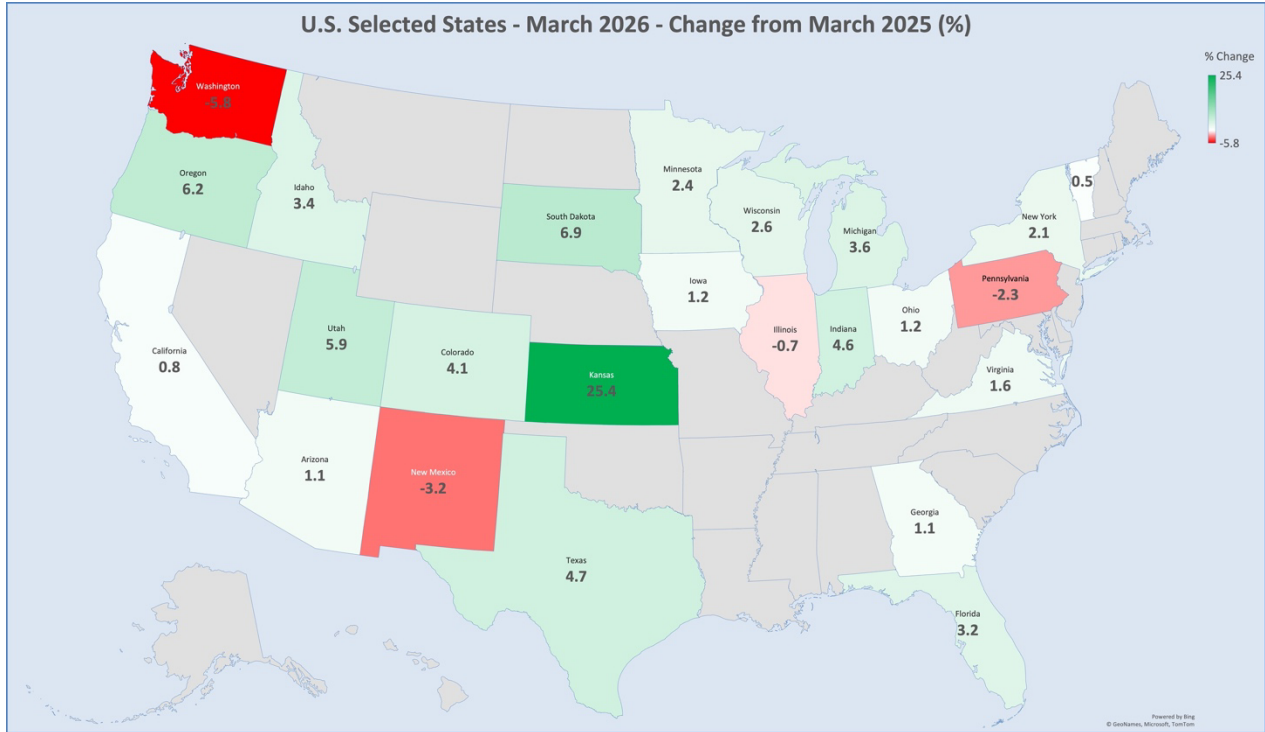 U.S. Selected States - March 2026 - Change from March 2025 (%)
% Change
25.4
-5.8
Washington
-5.8
Oregon
6.2
Idaho
3.4
South Dakota
6.9
Minnesota
2.4
Wisconsin
2.6
Michigan
3.6
New York
2.1
0.5
Pennsylvania
-2.3
Iowa
1.2
Illinois
-0.7
Indiana
4.6
Ohio
1.2
Virginia
1.6
California
0.8
Utah
5.9
Colorado
4.1
Kansas
25.4
Arizona
1.1
New Mexico
-3.2
Texas
4.7
Georgia
1.1
Florida
3.2
Powered by Bing
© GeoNames, Microsoft, TomTom